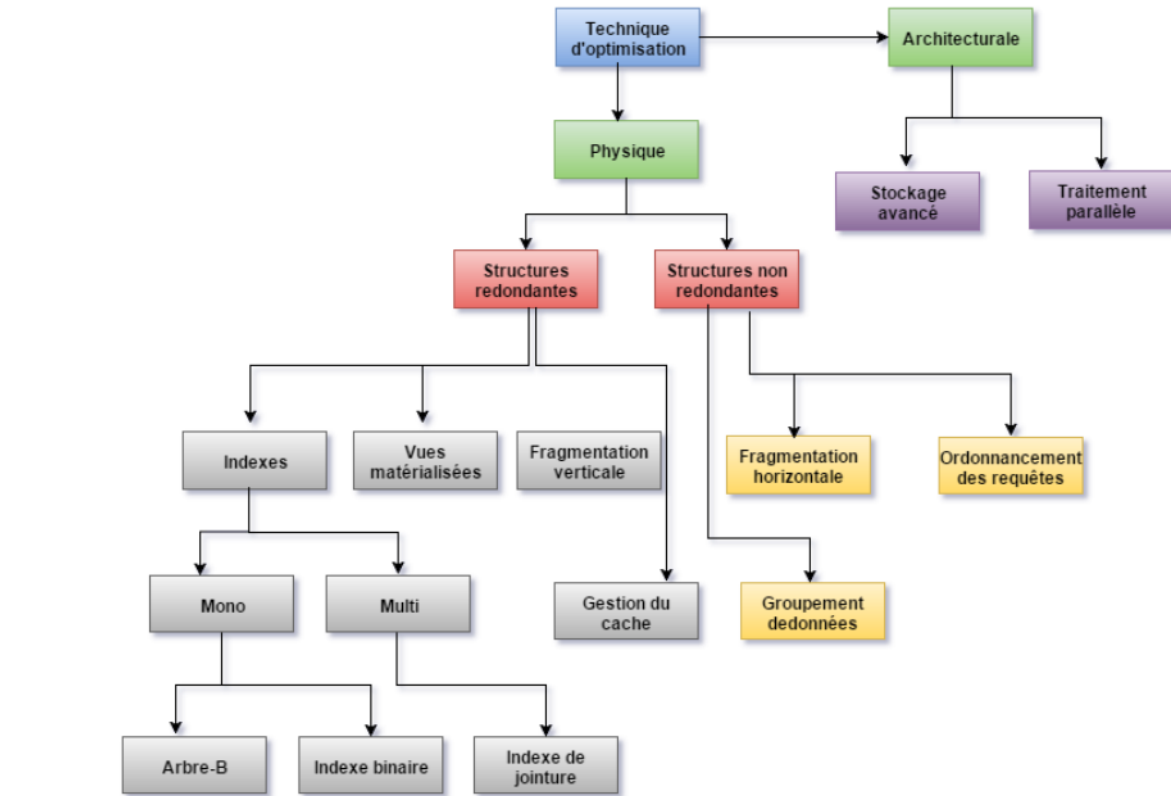 Technique
d'optimisation
Architecturale
Physique
Stockage
avancé
Traitement
parallèle
Structures
redondantes
Structures non
redondantes
Indexes
Vues
matérialisées
Fragmentation
verticale
Fragmentation
horizontale
Ordonnancement
des requêtes
Mono
Multi
Gestion du
cache
Groupement
dedonnées
Arbre-B
Indexe binaire
Indexe de
jointure